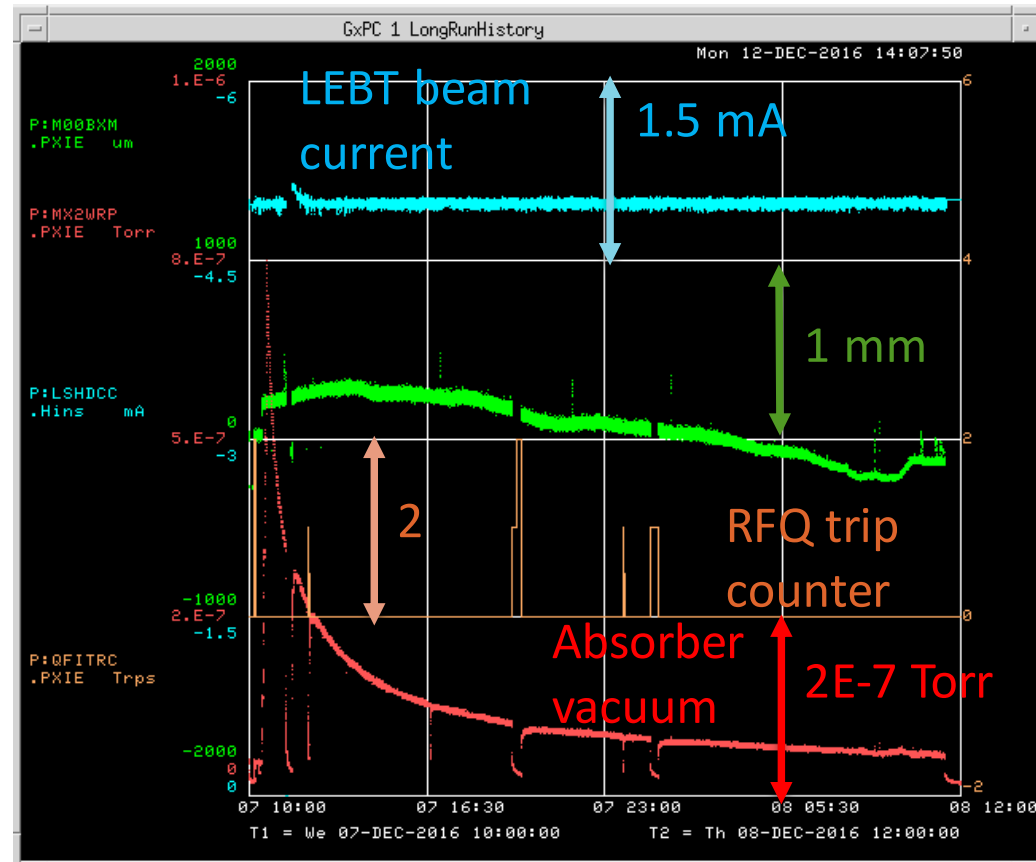 GxPC 1 LongRunHistory
Mon 12-DEC-2016 14:07:50
2000
1.E-6
-6
6
LEBT beam
current
1.5 mA
P:M00BXM
.PXIE um
P:MX2WRP
.PXIE Torr
1000
8.E-7
-4.5
4
1 mm
P:LSHDCC
.Hins mA
0
5.E-7
-3
2
2
RFQ trip
counter
-1000
2.E-7
-1.5
0
P:QFITRC
.PXIE Trps
Absorber
vacuum
2E-7 Torr
-2000
0
0
-2
07 10:00
07 16:30
07 23:00
08 05:30
08 12:00
T1 = We 07-DEC-2016 10:00:00
T2 = Th 08-DEC-2016 12:00:00